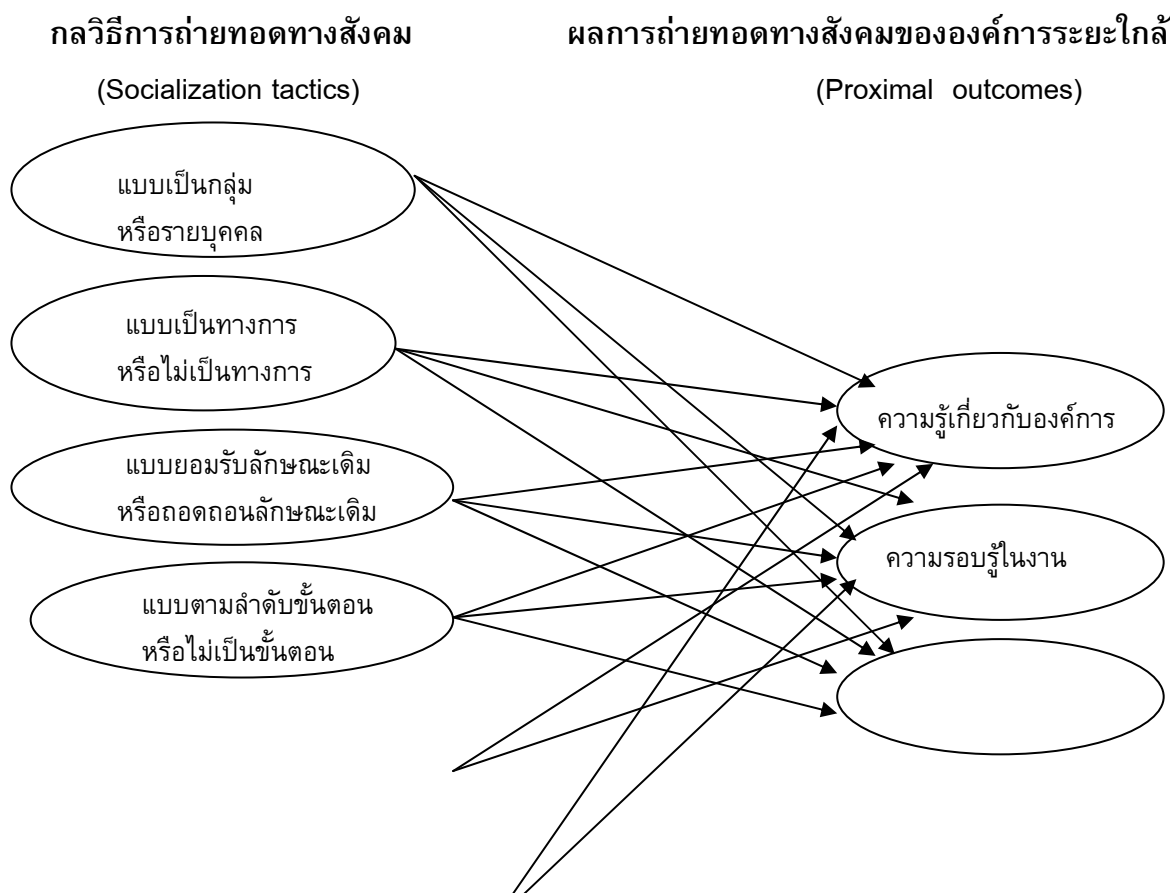 กลวิธีการถ่ายทอดทางสังคม
(Socialization tactics)
ผลการถ่ายทอดทางสังคมขององค์การระยะใกล้
(Proximal outcomes)
แบบเป็นกลุ่ม
หรือรายบุคคล
แบบเป็นทางการ
หรือไม่เป็นทางการ
แบบยอมรับลักษณะเดิม
หรือถอดถอนลักษณะเดิม
แบบตามลำดับขั้นตอน
หรือไม่เป็นขั้นตอน
ความรู้เกี่ยวกับองค์การ
ความรอบรู้ในงาน